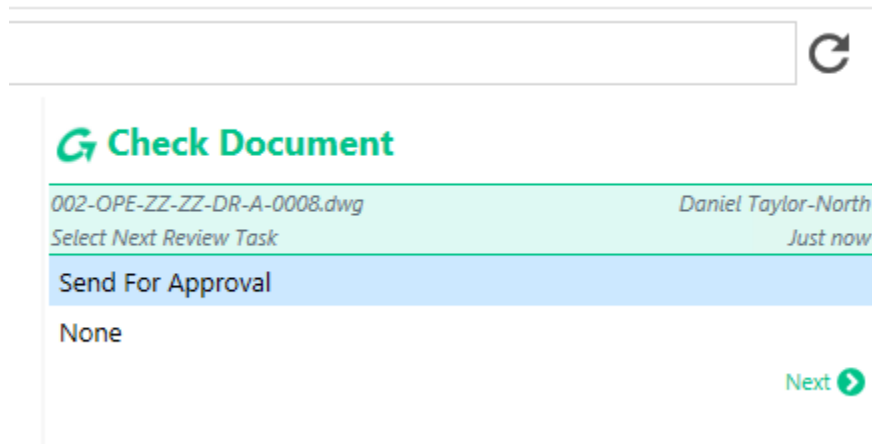 Check Document
002-OPE-ZZ-ZZ-DR-A-0008.dwg Daniel Taylor-North
Select Next Review Task Just now
Send For Approval
None
Next